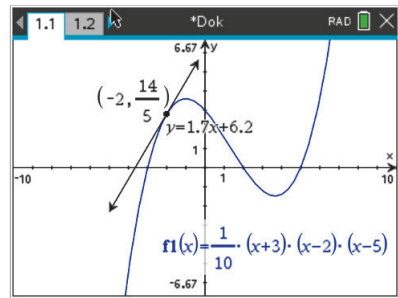 1.1 1.2 *Dok RAD
6.67 y
(-2, 14/5)
y=1.7x+6.2
1
x
-10 1 10
f1(x)=1/10·(x+3)·(x-2)·(x-5)
-6.67